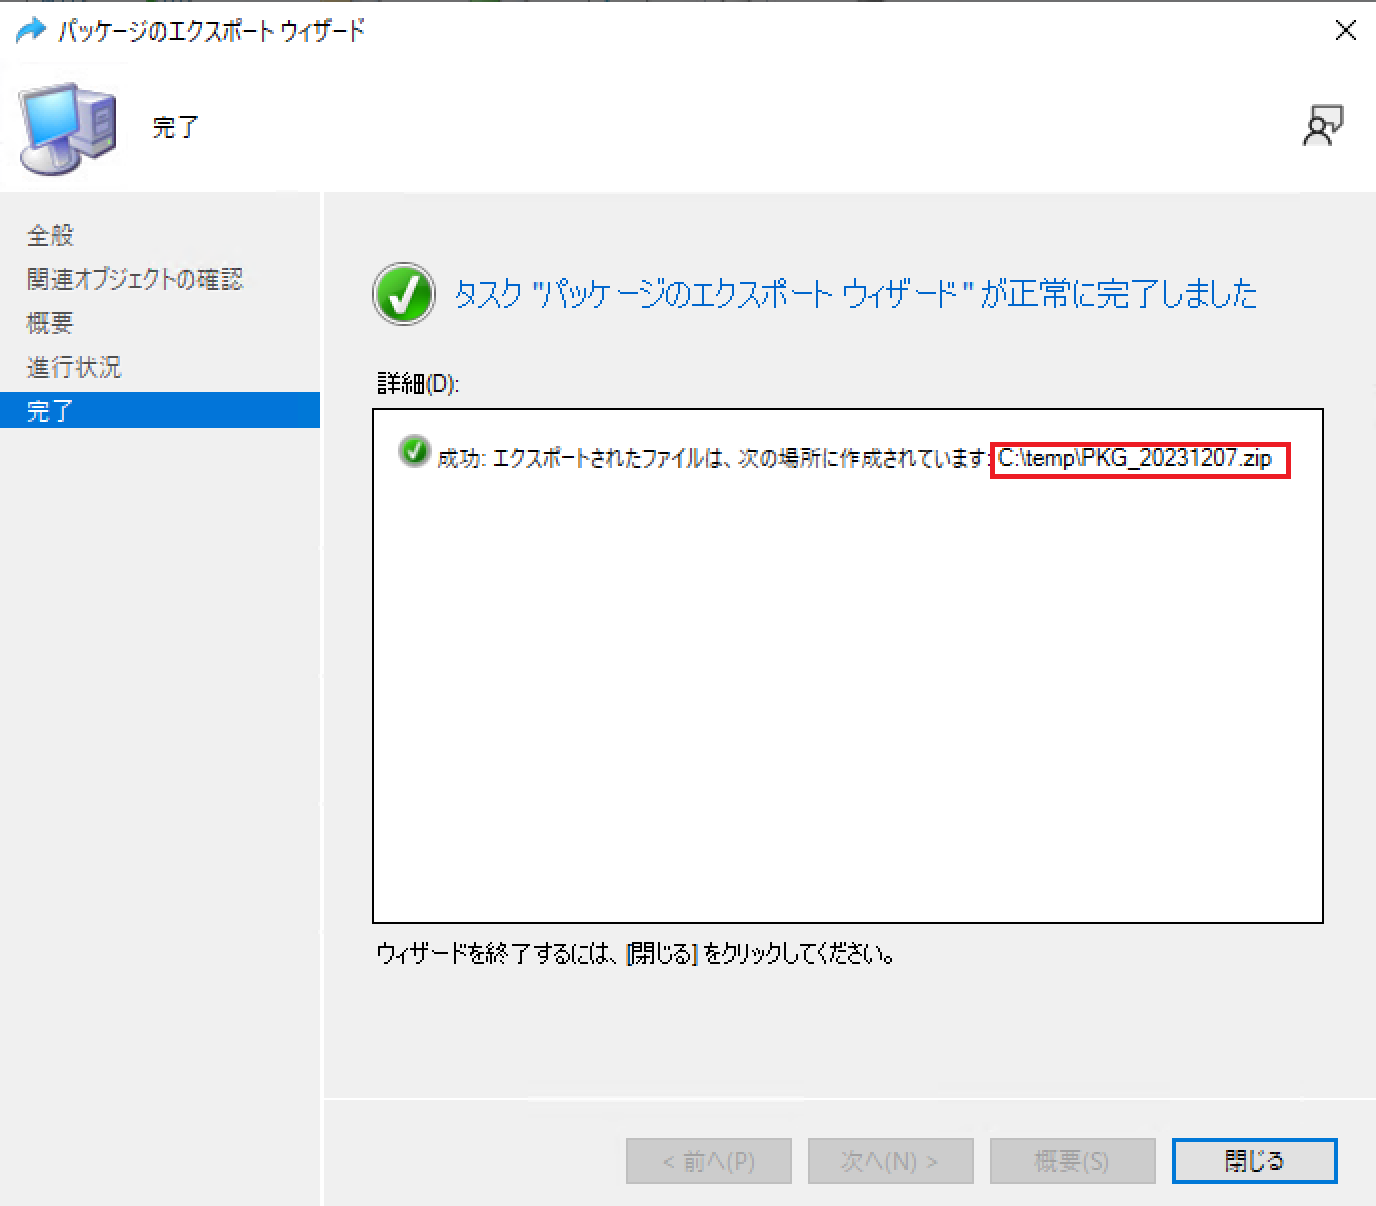 パッケージのエクスポート ウィザード
完了
全般
関連オブジェクトの確認
概要
進行状況
完了
タスク "パッケージのエクスポート ウィザード" が正常に完了しました
詳細(D):
成功: エクスポートされたファイルは、次の場所に作成されています: C:\temp\PKG_20231207.zip
ウィザードを終了するには、[閉じる] をクリックしてください。
< 前へ(P)
次へ(N) >
概要(S)
閉じる